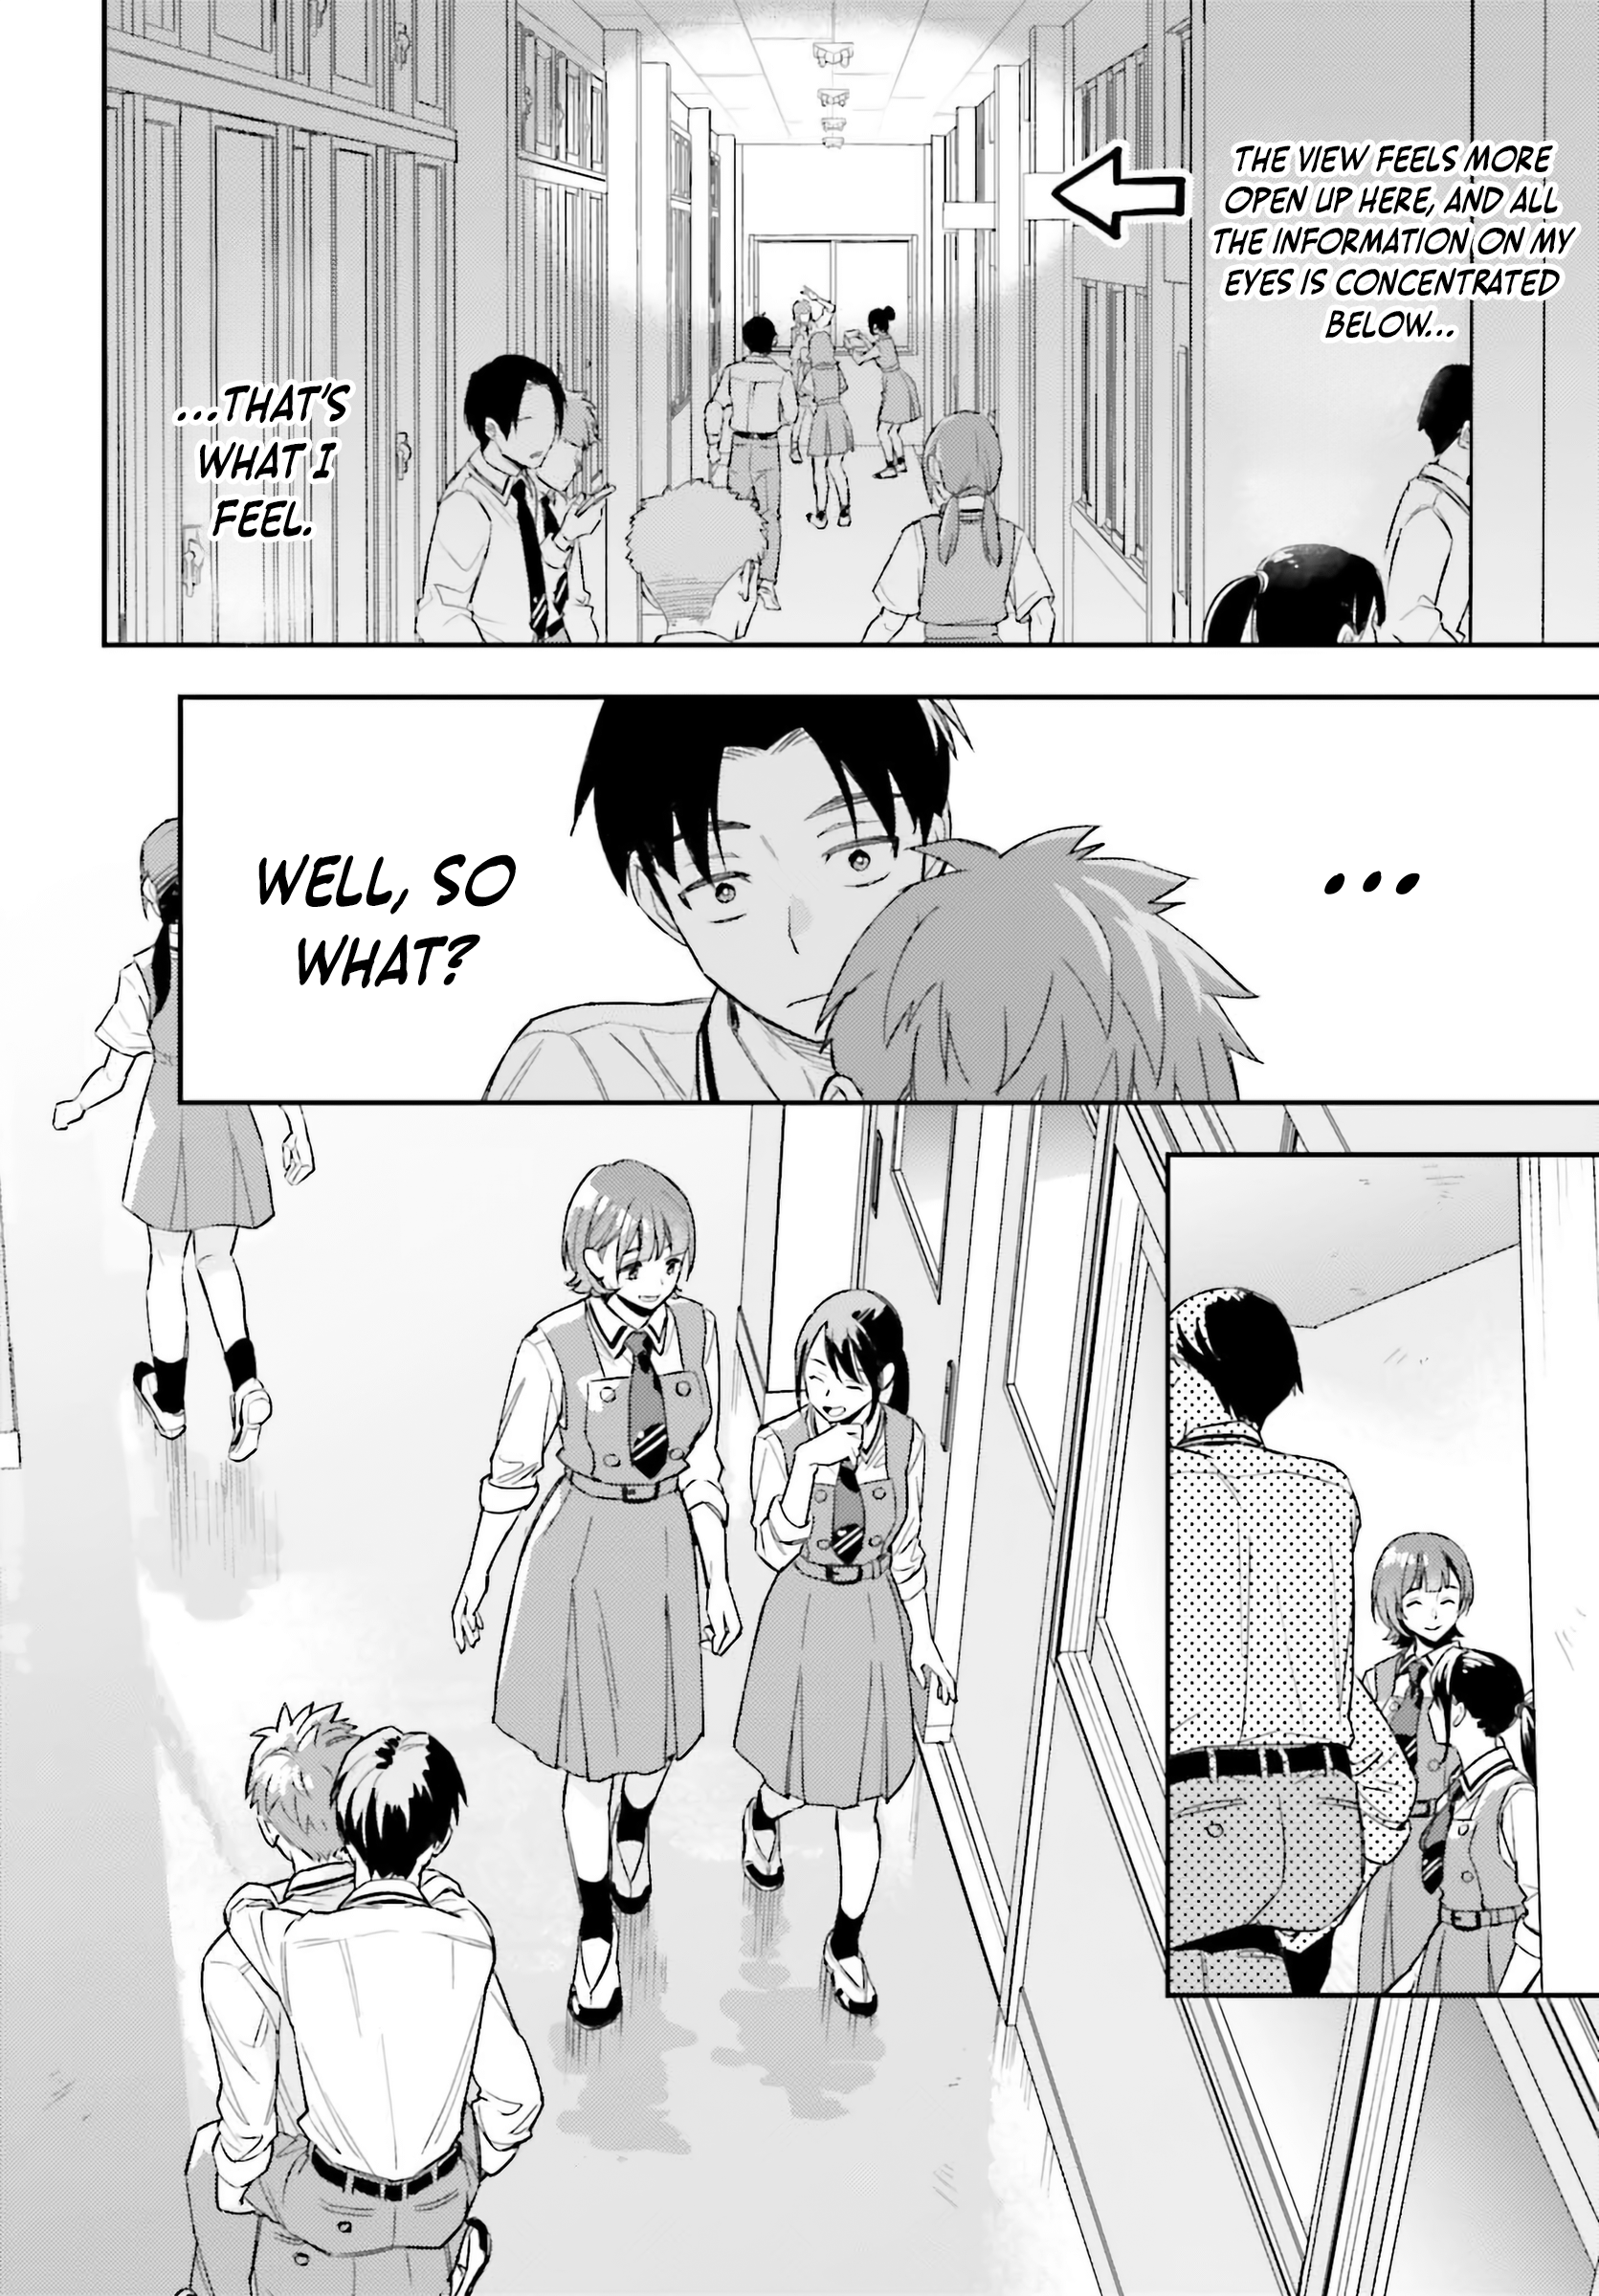 THE VIEW FEELS MORE
OPEN UP HERE, AND ALL
THE INFORMATION ON MY
EYES IS CONCENTRATED
BELOW...
...THAT'S
WHAT I
FEEL.
...
WELL, SO
WHAT?